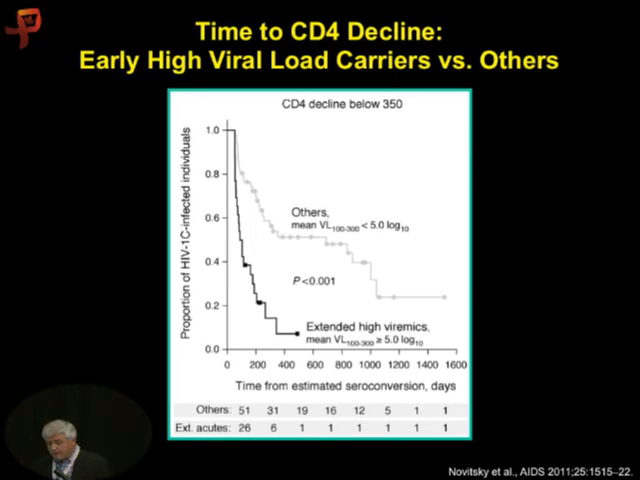 Time to CD4 Decline:
Early High Viral Load Carriers vs. Others
CD4 decline below 350
Proportion of HIV-1C-infected individuals
1.0
0.8
0.6
0.4
0.2
0.0
Others,
mean VL100-300 < 5.0 log10
P<0.001
Extended high viremics,
mean VL100-300 ≥ 5.0 log10
0 200 400 600 800 1000 1200 1400 1600
Time from estimated seroconversion, days
Others: 51 31 19 16 12 5 1 1
Ext. acutes: 26 6 1 1 1 1 1 1
Novitsky et al., AIDS 2011;25:1515–22.